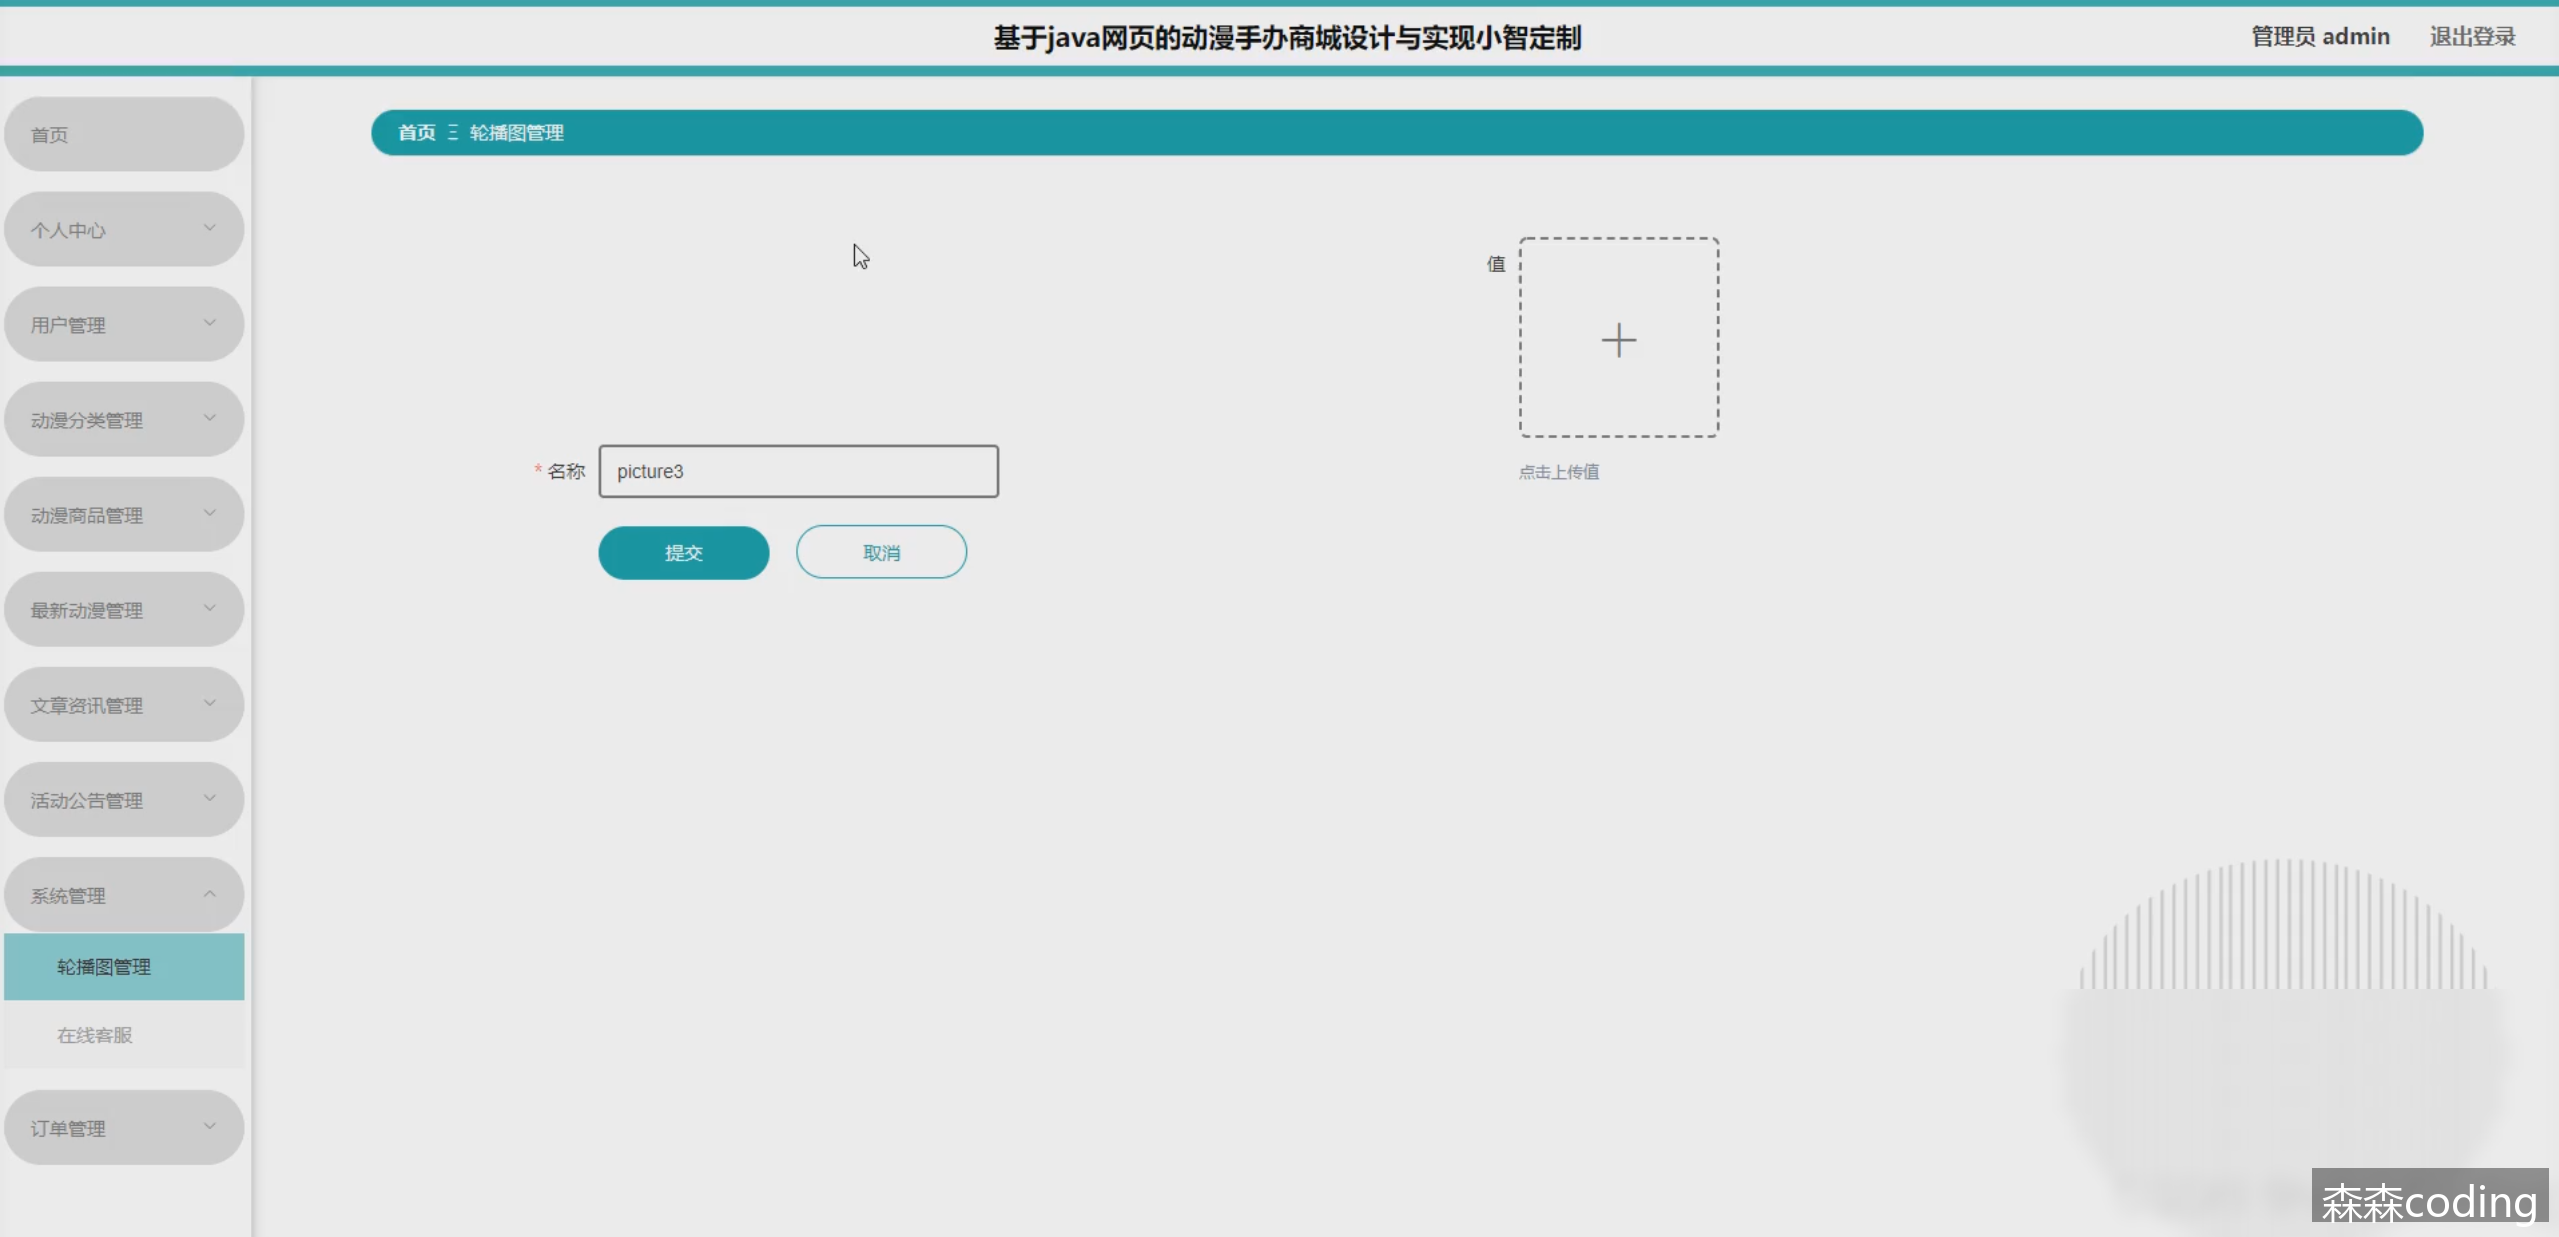 基于java网页的动漫手办商城设计与实现小智定制
管理员 admin
退出登录
首页
个人中心
用户管理
动漫分类管理
动漫商品管理
最新动漫管理
文章资讯管理
活动公告管理
系统管理
轮播图管理
在线客服
订单管理
首页 Ξ 轮播图管理
值
点击上传值
* 名称 picture3
提交
取消
森森coding